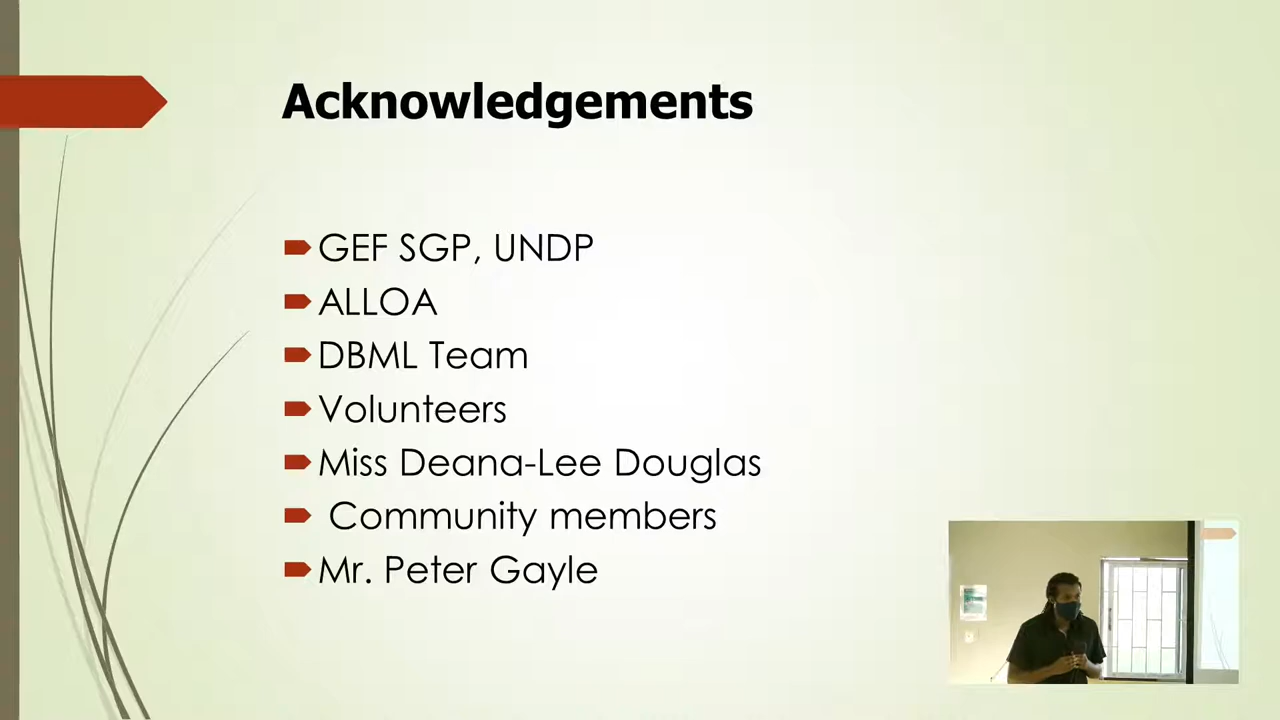 Acknowledgements
GEF SGP, UNDP
ALLOA
DBML Team
Volunteers
Miss Deana-Lee Douglas
Community members
Mr. Peter Gayle